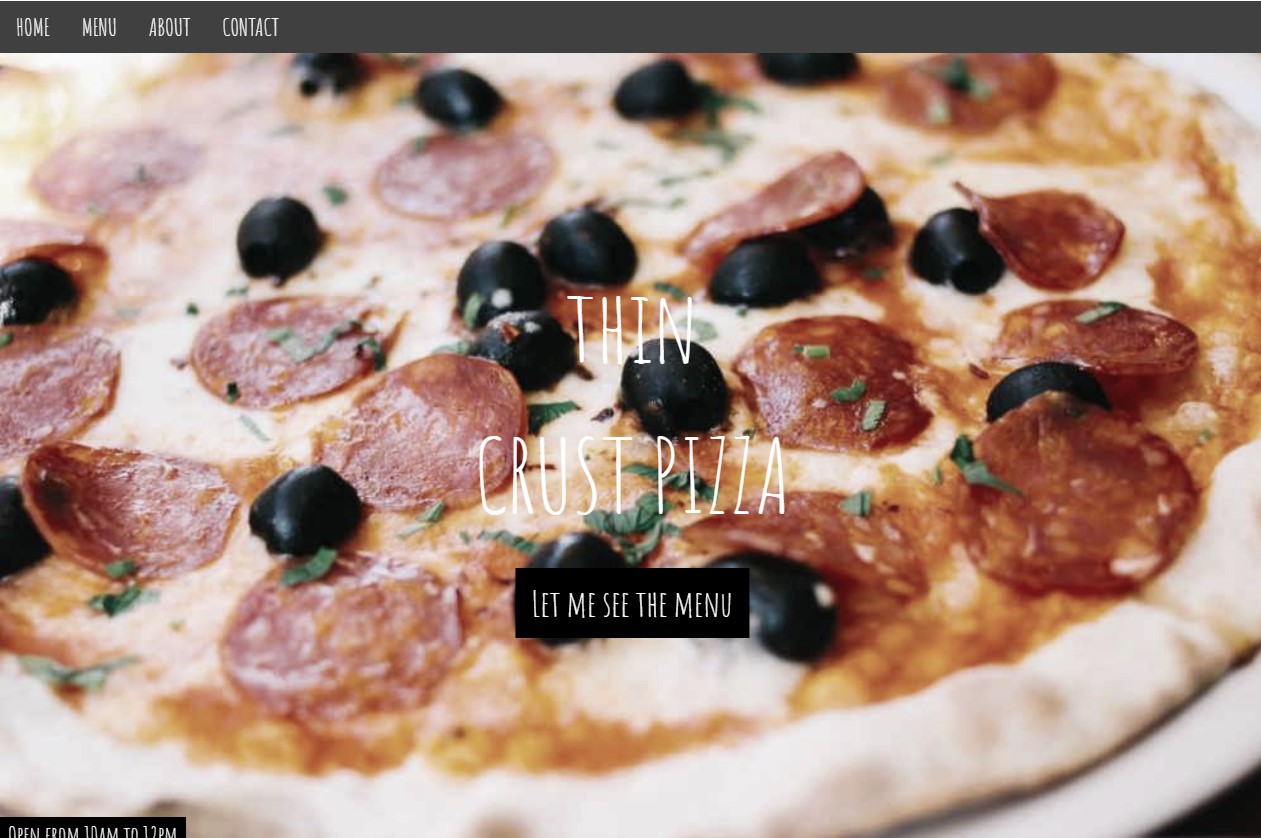 HOME MENU ABOUT CONTACT
THIN
CRUST PIZZA
LET ME SEE THE MENU
OPEN FROM 10AM TO 12PM